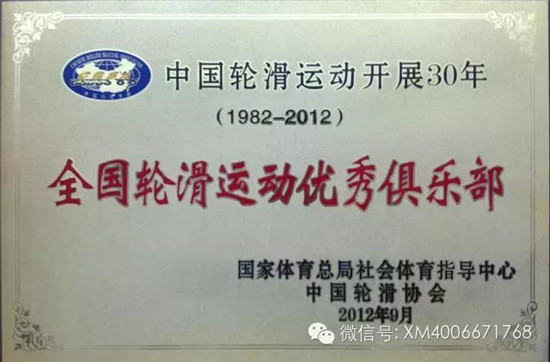 中国轮滑运动开展30年
(1982-2012)
全国轮滑运动优秀俱乐部
国家体育总局社会体育指导中心
中国轮滑协会
2012年9月
微信号: XM4006671768